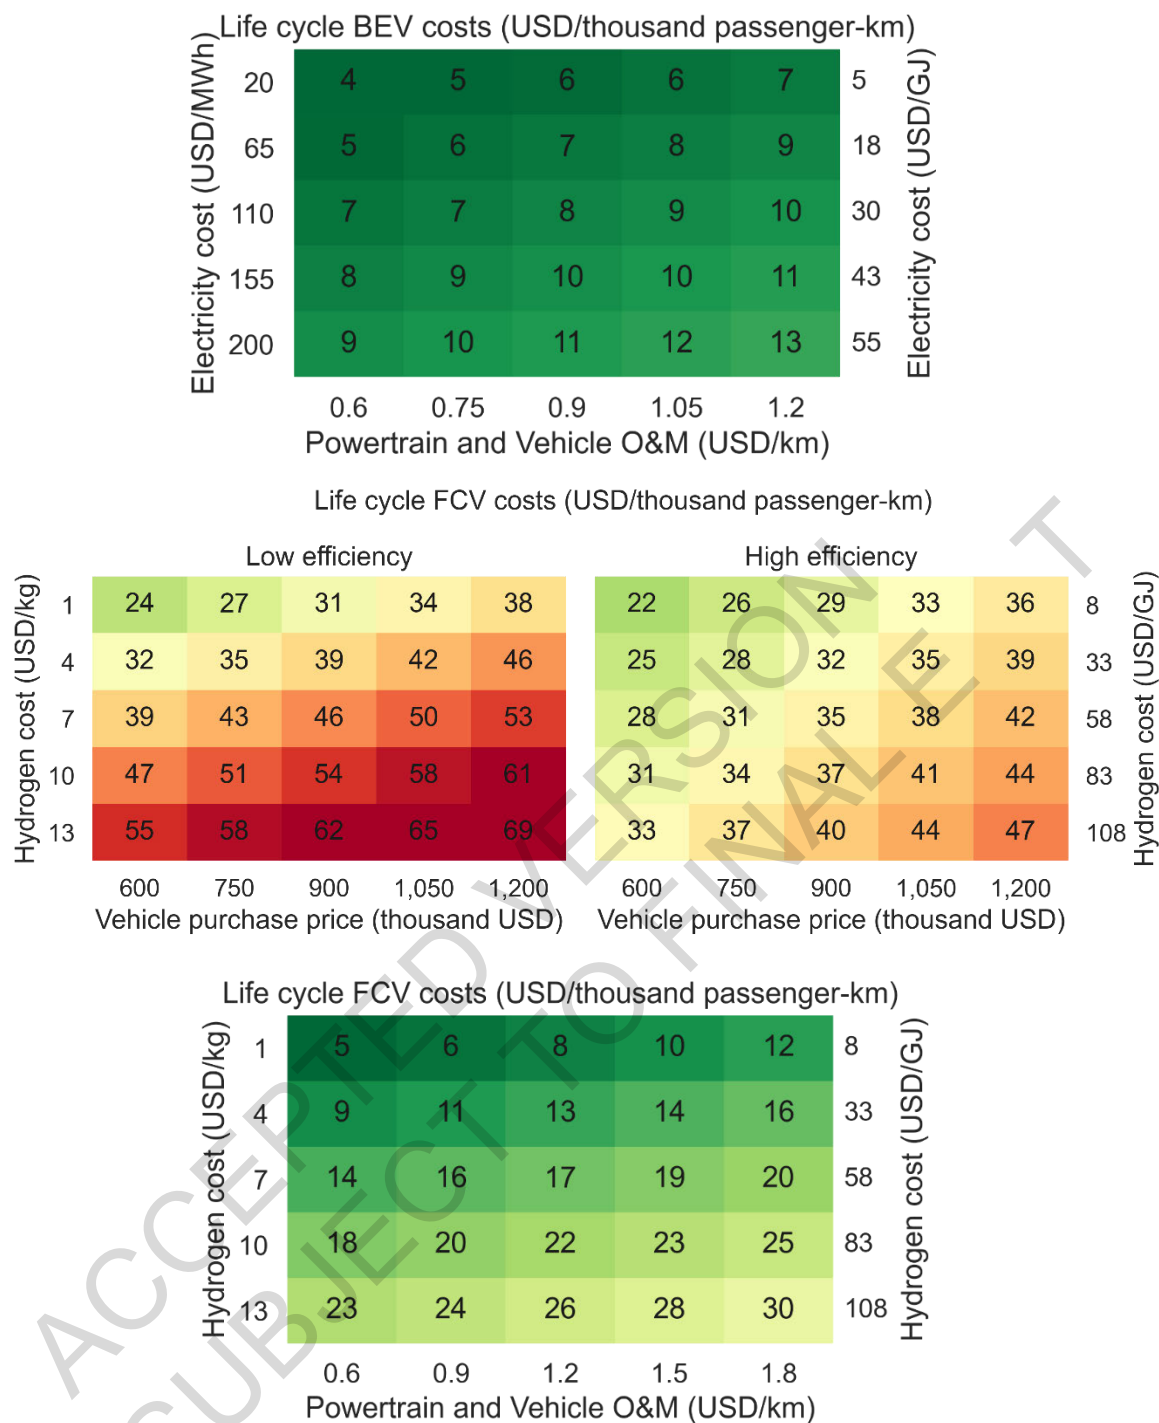 Life cycle BEV costs (USD/thousand passenger-km)
Electricity cost (USD/MWh)
Electricity cost (USD/GJ)
20 4 5 6 6 7 5
65 5 6 7 8 9 18
110 7 7 8 9 10 30
155 8 9 10 10 11 43
200 9 10 11 12 13 55
0.6 0.75 0.9 1.05 1.2
Powertrain and Vehicle O&M (USD/km)
Life cycle FCV costs (USD/thousand passenger-km)
Low efficiency High efficiency
Hydrogen cost (USD/kg)
Hydrogen cost (USD/GJ)
1 24 27 31 34 38 22 26 29 33 36 8
4 32 35 39 42 46 25 28 32 35 39 33
7 39 43 46 50 53 28 31 35 38 42 58
10 47 51 54 58 61 31 34 37 41 44 83
13 55 58 62 65 69 33 37 40 44 47 108
600 750 900 1,050 1,200 600 750 900 1,050 1,200
Vehicle purchase price (thousand USD) Vehicle purchase price (thousand USD)
Life cycle FCV costs (USD/thousand passenger-km)
Hydrogen cost (USD/kg)
Hydrogen cost (USD/GJ)
1 5 6 8 10 12 8
4 9 11 13 14 16 33
7 14 16 17 19 20 58
10 18 20 22 23 25 83
13 23 24 26 28 30 108
0.6 0.9 1.2 1.5 1.8
Powertrain and Vehicle O&M (USD/km)
ACCEPTED VERSION
SUBJECT TO FINAL